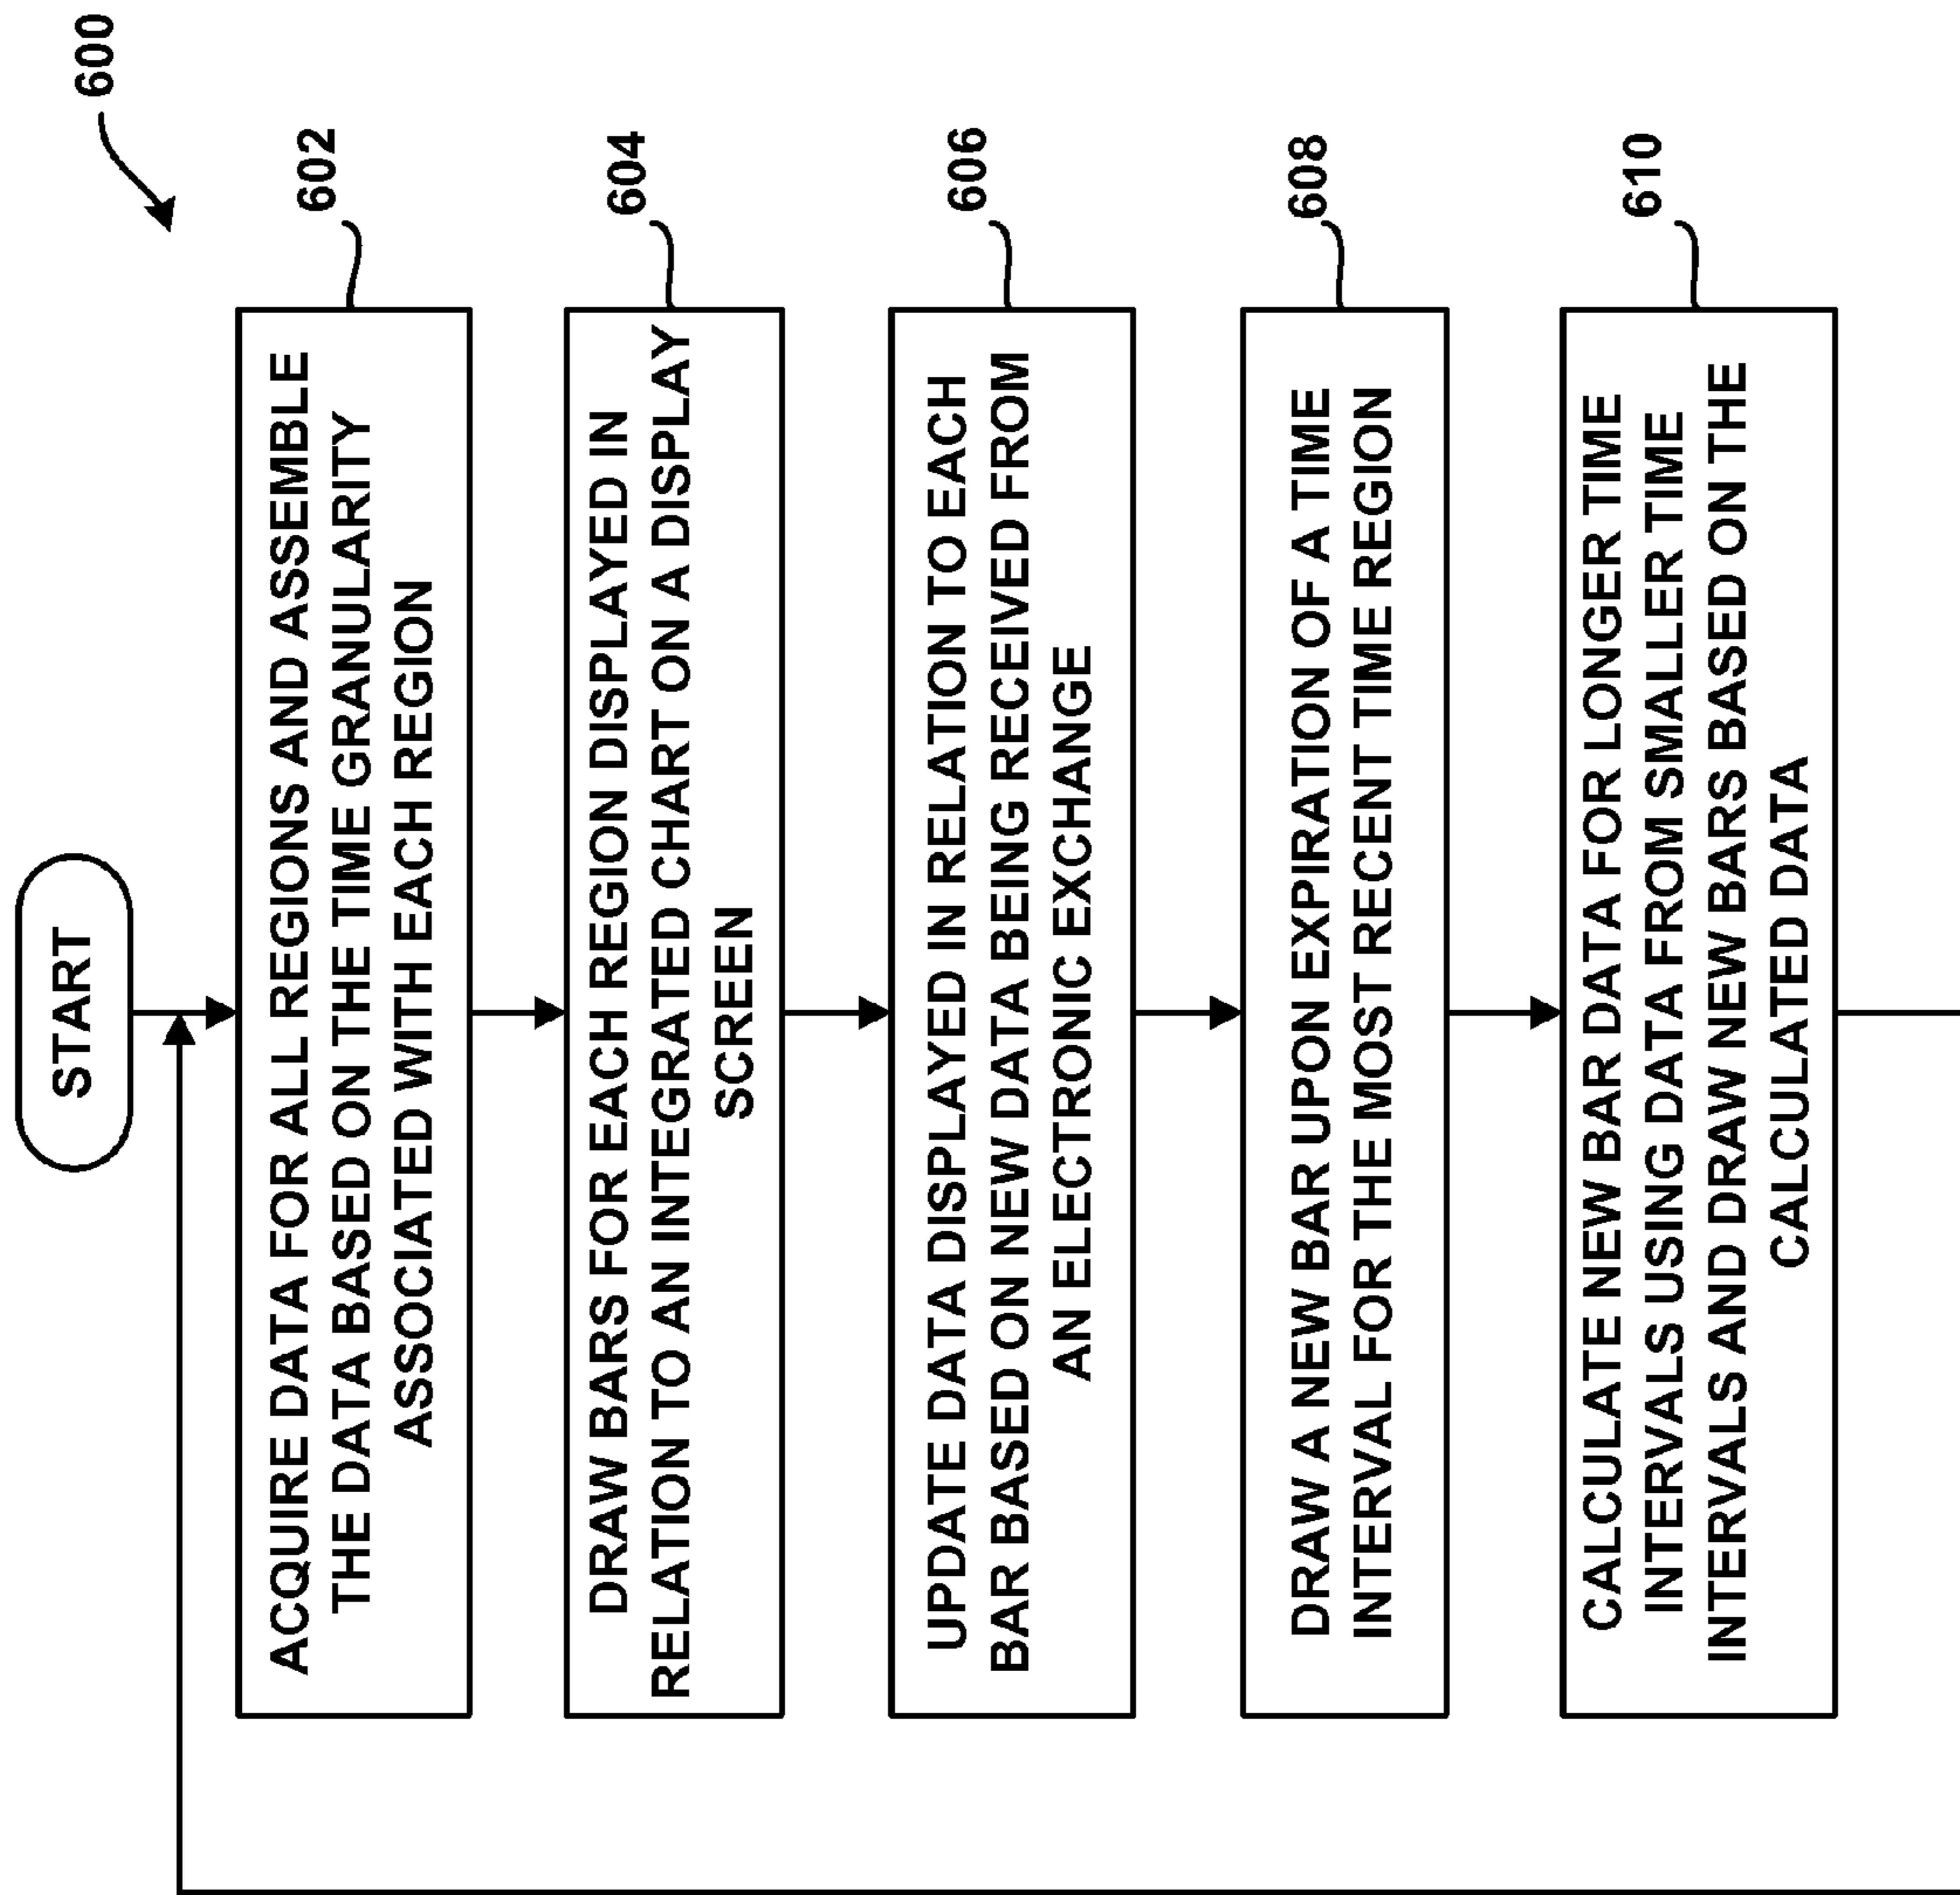 600
START
ACQUIRE DATA FOR ALL REGIONS AND ASSEMBLE
THE DATA BASED ON THE TIME GRANULARITY
ASSOCIATED WITH EACH REGION
602
DRAW BARS FOR EACH REGION DISPLAYED IN
RELATION TO AN INTEGRATED CHART ON A DISPLAY
SCREEN
604
UPDATE DATA DISPLAYED IN RELATION TO EACH
BAR BASED ON NEW DATA BEING RECEIVED FROM
AN ELECTRONIC EXCHANGE
606
DRAW A NEW BAR UPON EXPIRATION OF A TIME
INTERVAL FOR THE MOST RECENT TIME REGION
608
CALCULATE NEW BAR DATA FOR LONGER TIME
INTERVALS USING DATA FROM SMALLER TIME
INTERVALS AND DRAW NEW BARS BASED ON THE
CALCULATED DATA
610